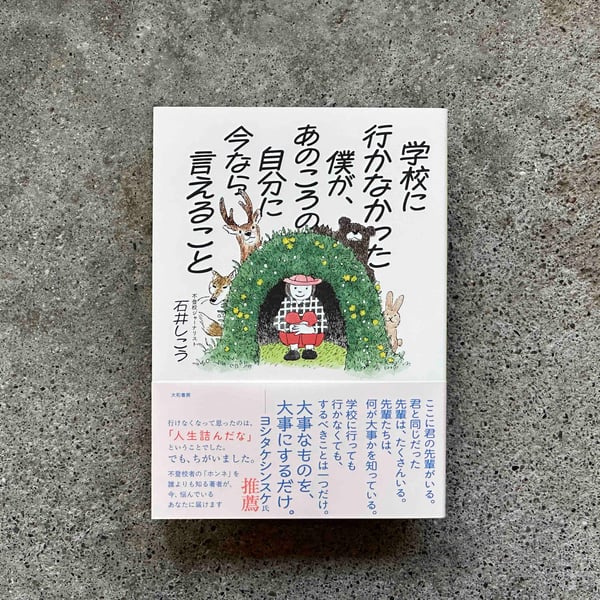 学校に
行かなかった
僕が、
あのころの
自分に
今なら
言えること
不登校ジャーナリスト
石井しこう
大和書房
ここに君の先輩がいる。
君と同じだった
先輩は、たくさんいる。
先輩たちは、
何が大事かを知っている。
学校に行っても
行かなくても、
するべきことは一つだけ。
大事なものを、
大事にするだけ。
──ヨシタケシンスケ氏
推薦
行けなくなって思ったのは、
「人生詰んだな」
ということでした。
でも、ちがいました。
不登校者の「ホンネ」を
誰よりも知る著者が、
今、悩んでいる
あなたに届けます